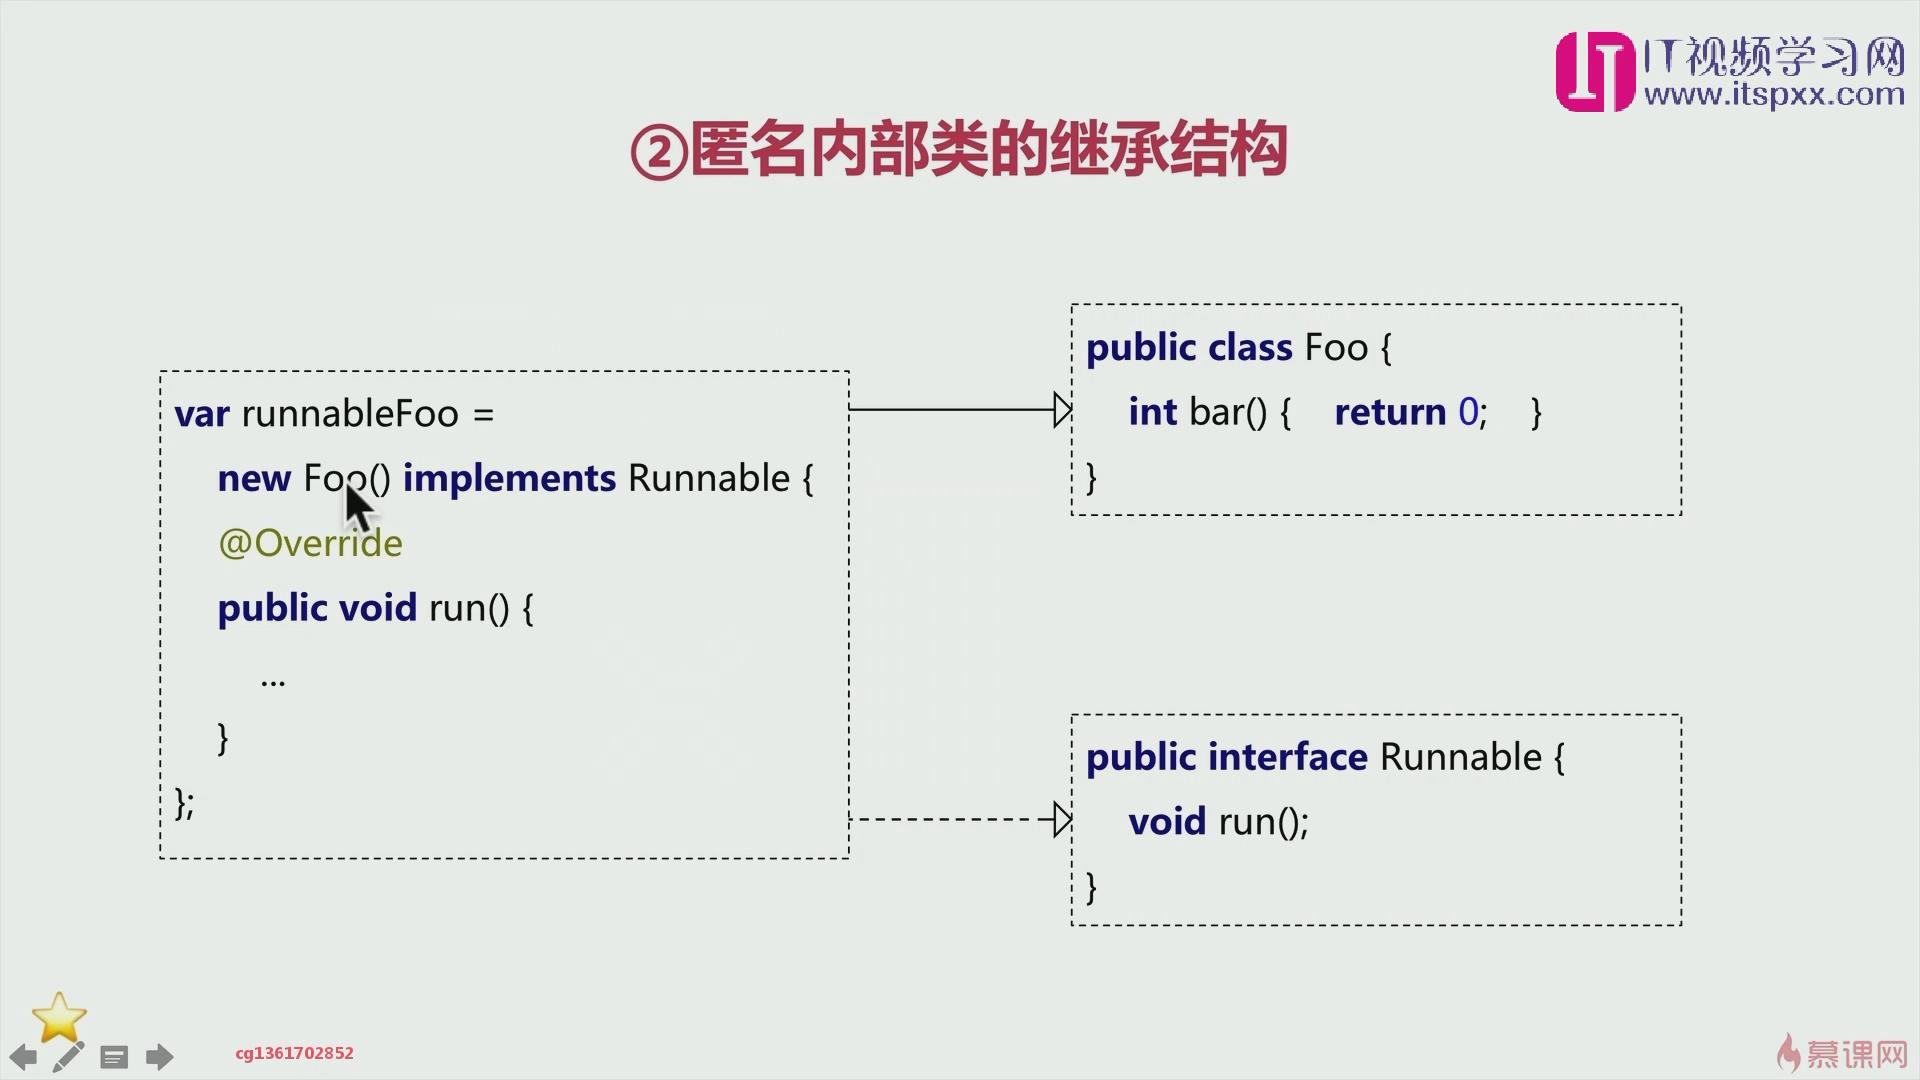 IT视频学习网
www.itspxx.com
②匿名内部类的继承结构
var runnableFoo =
new Foo() implements Runnable {
@Override
public void run() {
...
}
};
public class Foo {
int bar() { return 0; }
}
public interface Runnable {
void run();
}
cg1361702852
慕课网